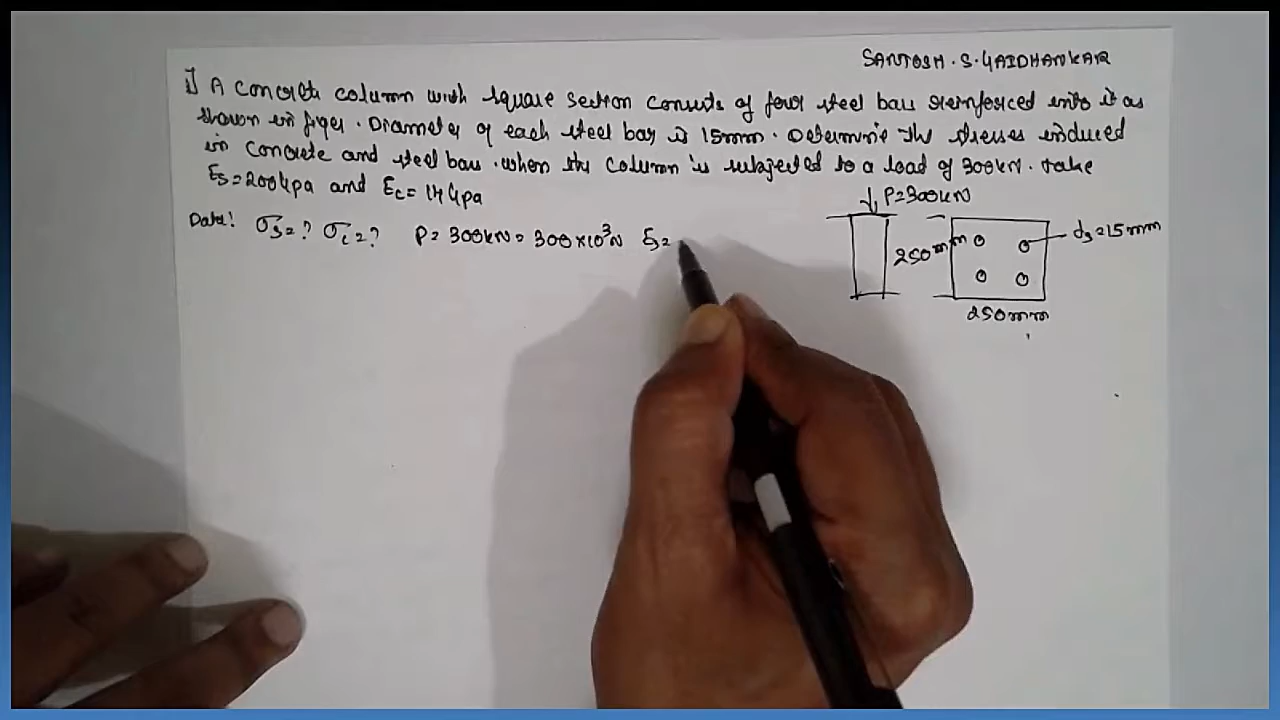 SANTOSH.S.GAIDHANKAR
1] A concrete column with square section consists of four steel bars reinforced into it as
shown in figer. Diameter of each steel bar is 15mm. Determine the stresses induced
in concrete and steel bars. when the column is subjected to a load of 300kN. take
Es=200Gpa and Ec=14Gpa
P=300kN
Data: σs=? σc=? P=300kN=300×10³N Es=
250mm
ds=15mm
250mm